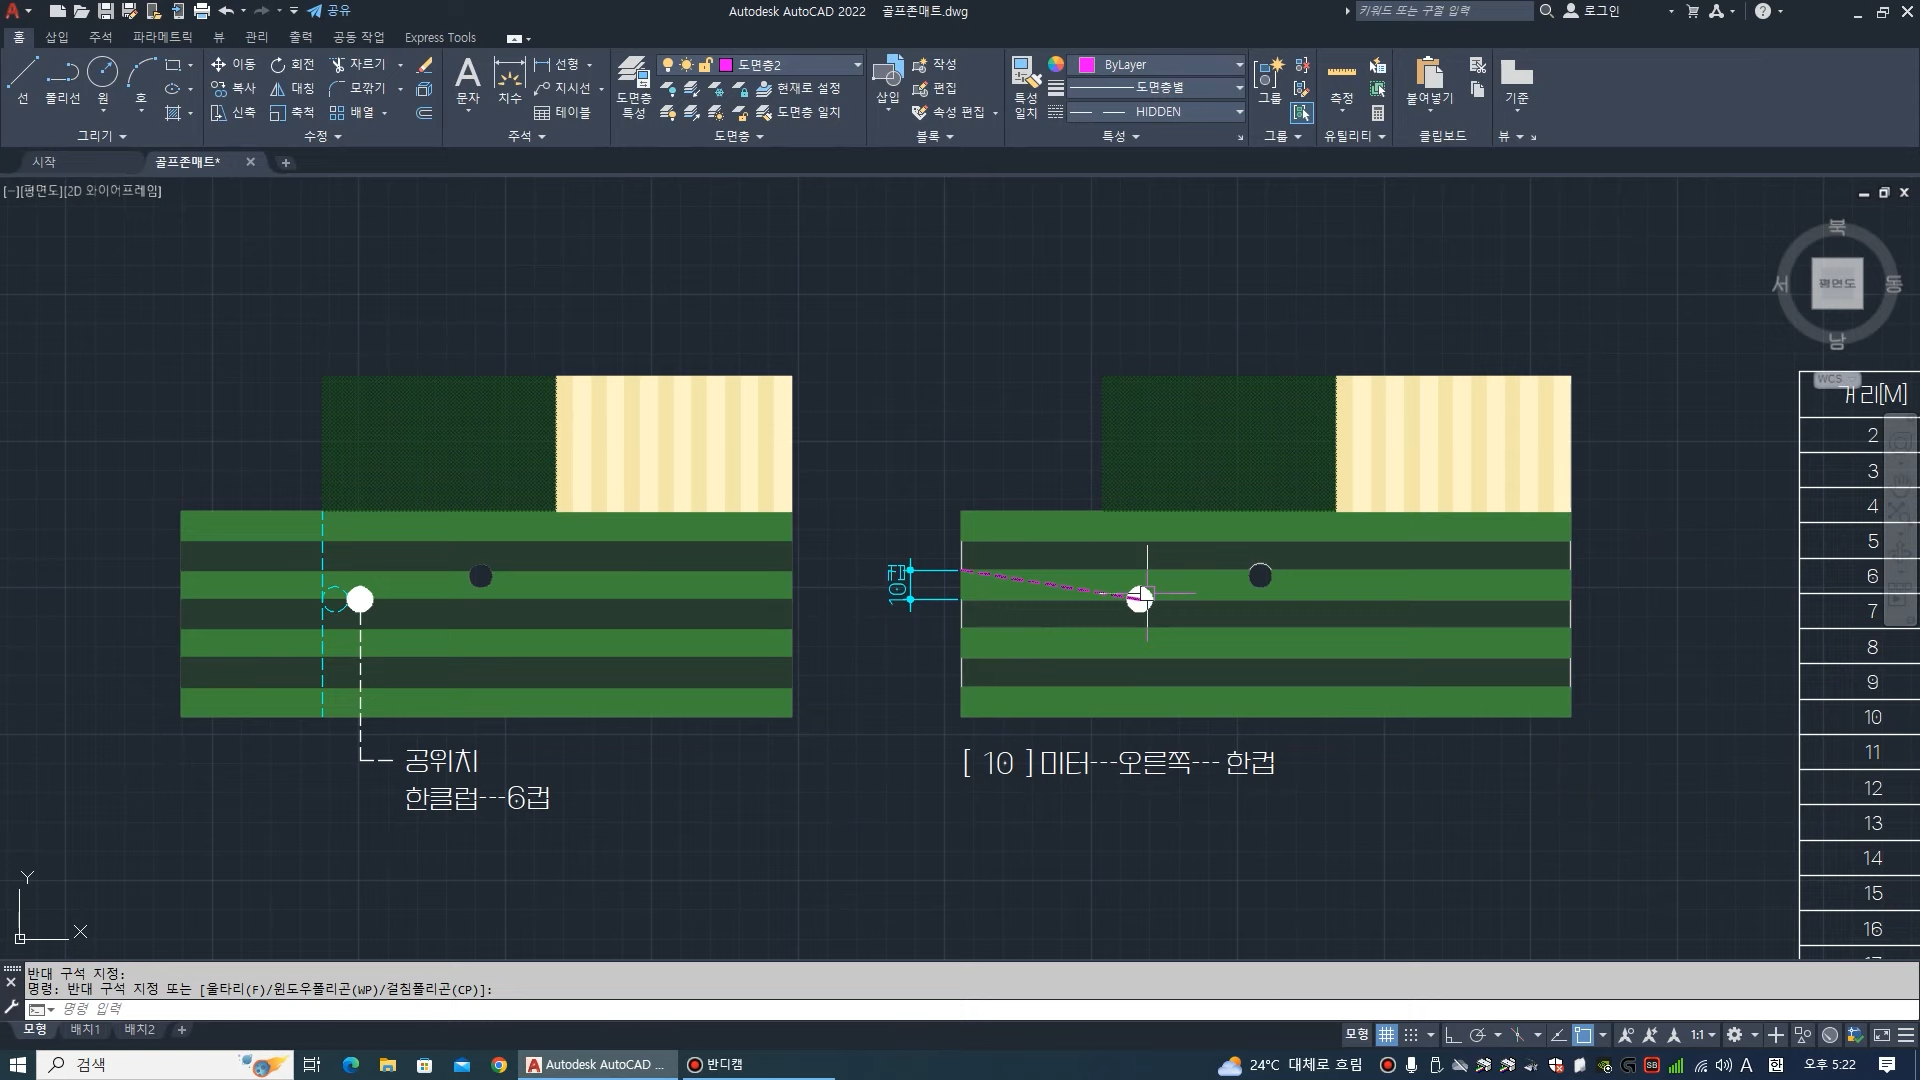 공유
Autodesk AutoCAD 2022 골프존매트.dwg
키워드 또는 구절 입력
로그인
홈 삽입 주석 파라메트릭 뷰 관리 출력 공동 작업 Express Tools
선 폴리선 원 호
이동 회전 자르기
복사 대칭 모깎기
신축 축척 배열
문자 치수
선형
지시선
테이블
도면층 특성
도면층2
현재로 설정
도면층 일치
삽입
작성
편집
속성 편집
특성 일치
ByLayer
도면층별
HIDDEN
그룹
측정
붙여넣기
기준
그리기 수정 주석 도면층 블록 특성 그룹 유틸리티 클립보드 뷰
시작 골프존매트*
[-][평면도][2D 와이어프레임]
북
서 평면도 동
남
WCS
거리[M]
2
3
4
5
6
7
8
9
10
11
12
13
14
15
16
10컵
공위치
한클럽---6컵
[ 10 ]미터---오른쪽--- 한컵
Y
X
반대 구석 지정:
명령: 반대 구석 지정 또는 [울타리(F)/윈도우폴리곤(WP)/걸침폴리곤(CP)]:
명령 입력
모형 배치1 배치2
모형
1:1
검색
Autodesk AutoCAD ...
반디캠
24°C 대체로 흐림
A
한
오후 5:22